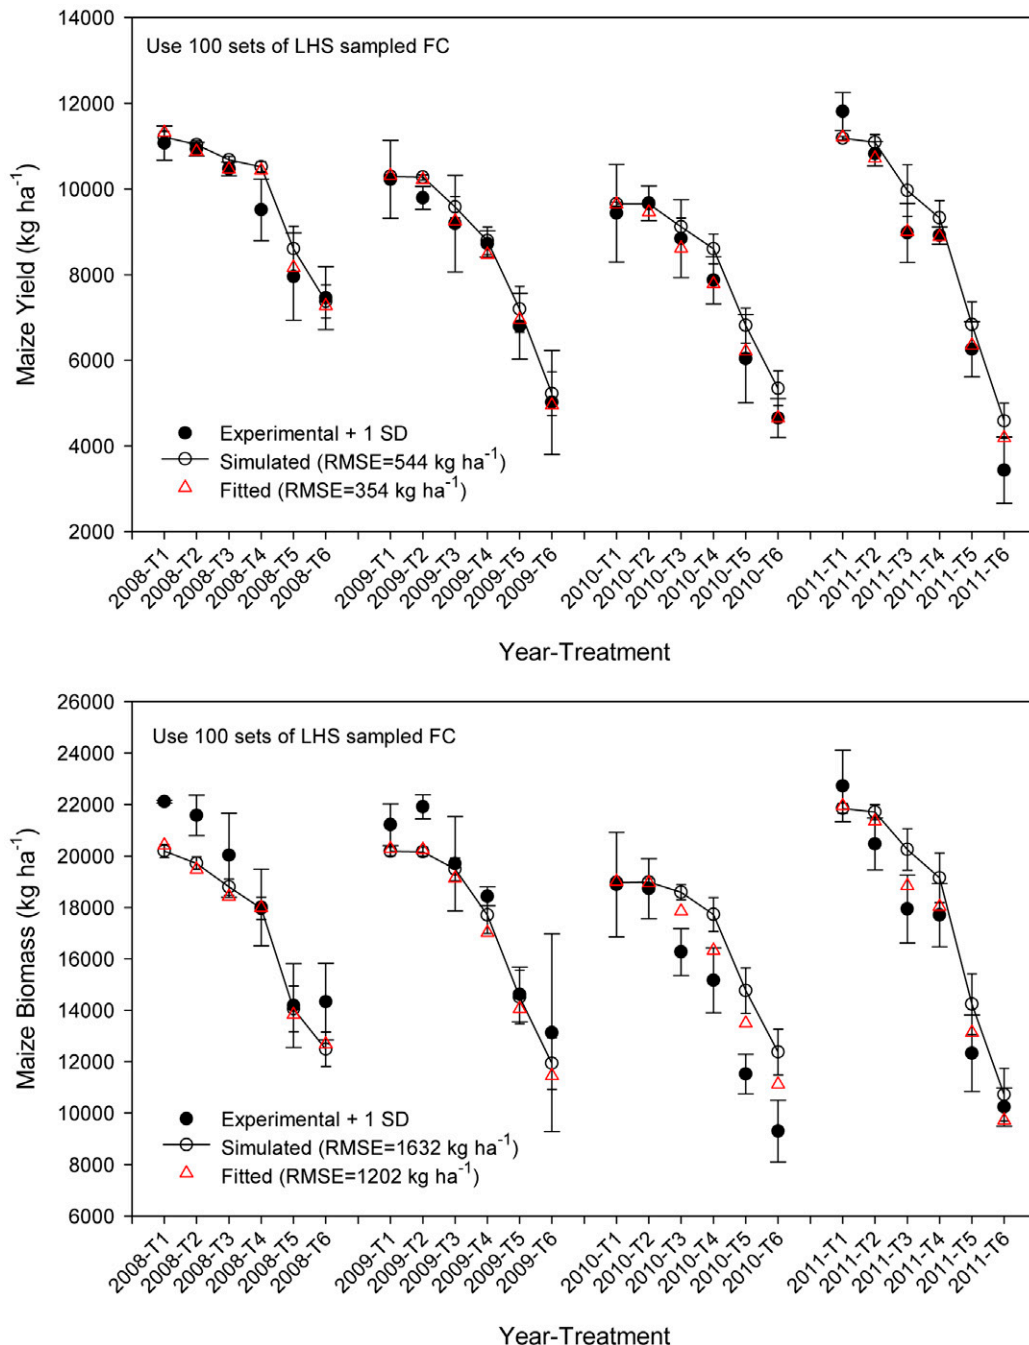 14000
12000
10000
8000
6000
4000
2000
Maize Yield (kg ha⁻¹)
Use 100 sets of LHS sampled FC
Experimental + 1 SD
Simulated (RMSE=544 kg ha⁻¹)
Fitted (RMSE=354 kg ha⁻¹)
2008-T1
2008-T2
2008-T3
2008-T4
2008-T5
2008-T6
2009-T1
2009-T2
2009-T3
2009-T4
2009-T5
2009-T6
2010-T1
2010-T2
2010-T3
2010-T4
2010-T5
2010-T6
2011-T1
2011-T2
2011-T3
2011-T4
2011-T5
2011-T6
Year-Treatment
26000
24000
22000
20000
18000
16000
14000
12000
10000
8000
6000
Maize Biomass (kg ha⁻¹)
Use 100 sets of LHS sampled FC
Experimental + 1 SD
Simulated (RMSE=1632 kg ha⁻¹)
Fitted (RMSE=1202 kg ha⁻¹)
2008-T1
2008-T2
2008-T3
2008-T4
2008-T5
2008-T6
2009-T1
2009-T2
2009-T3
2009-T4
2009-T5
2009-T6
2010-T1
2010-T2
2010-T3
2010-T4
2010-T5
2010-T6
2011-T1
2011-T2
2011-T3
2011-T4
2011-T5
2011-T6
Year-Treatment